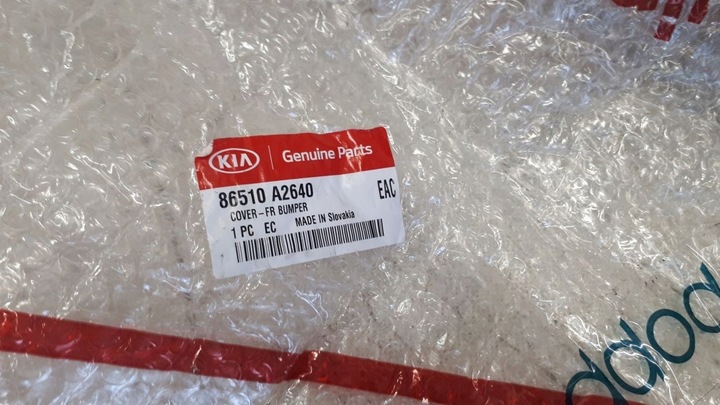 KIA Genuine Parts
86510 A2640 EAC
COVER-FR BUMPER
1 PC EC MADE IN Slovakia